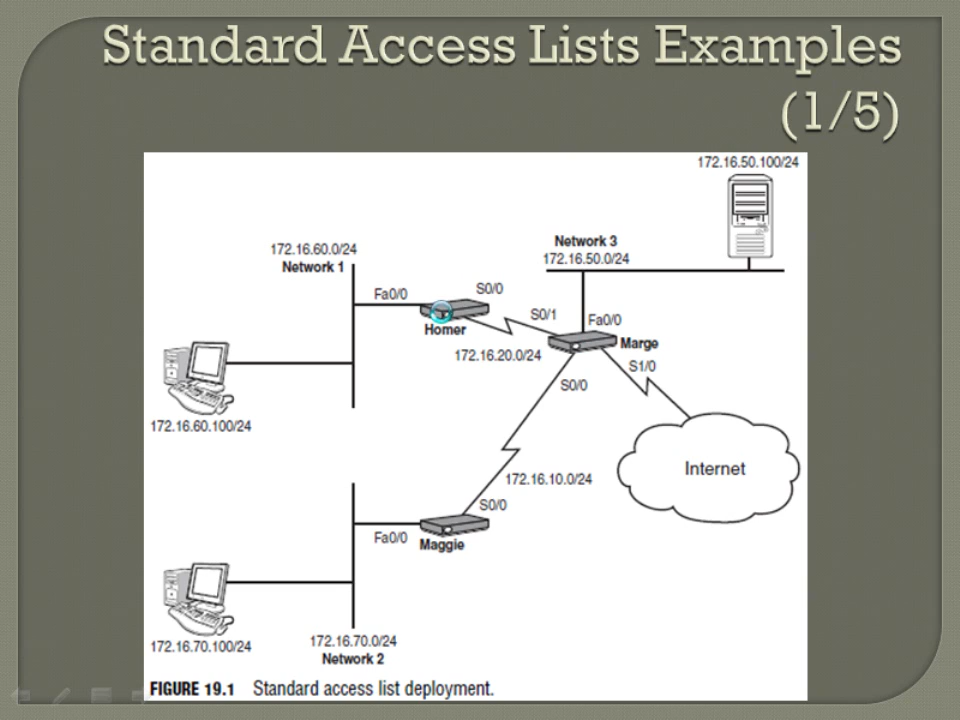 Standard Access Lists Examples
(1/5)
172.16.50.100/24
172.16.60.0/24
Network 1
Network 3
172.16.50.0/24
Fa0/0
S0/0
Homer
S0/1
Fa0/0
Marge
172.16.20.0/24
S1/0
S0/0
172.16.60.100/24
Internet
172.16.10.0/24
S0/0
Fa0/0
Maggie
172.16.70.100/24
172.16.70.0/24
Network 2
FIGURE 19.1 Standard access list deployment.